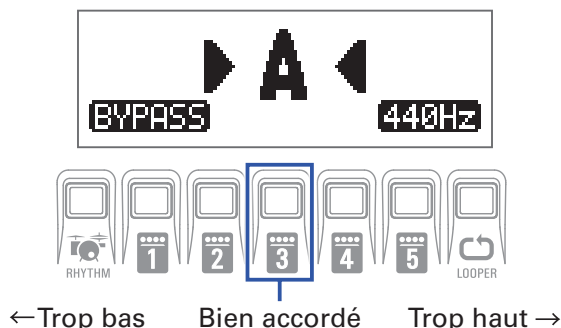 A
BYPASS 440Hz
1 2 3 4 5
RHYTHM LOOPER
←Trop bas Bien accordé Trop haut→